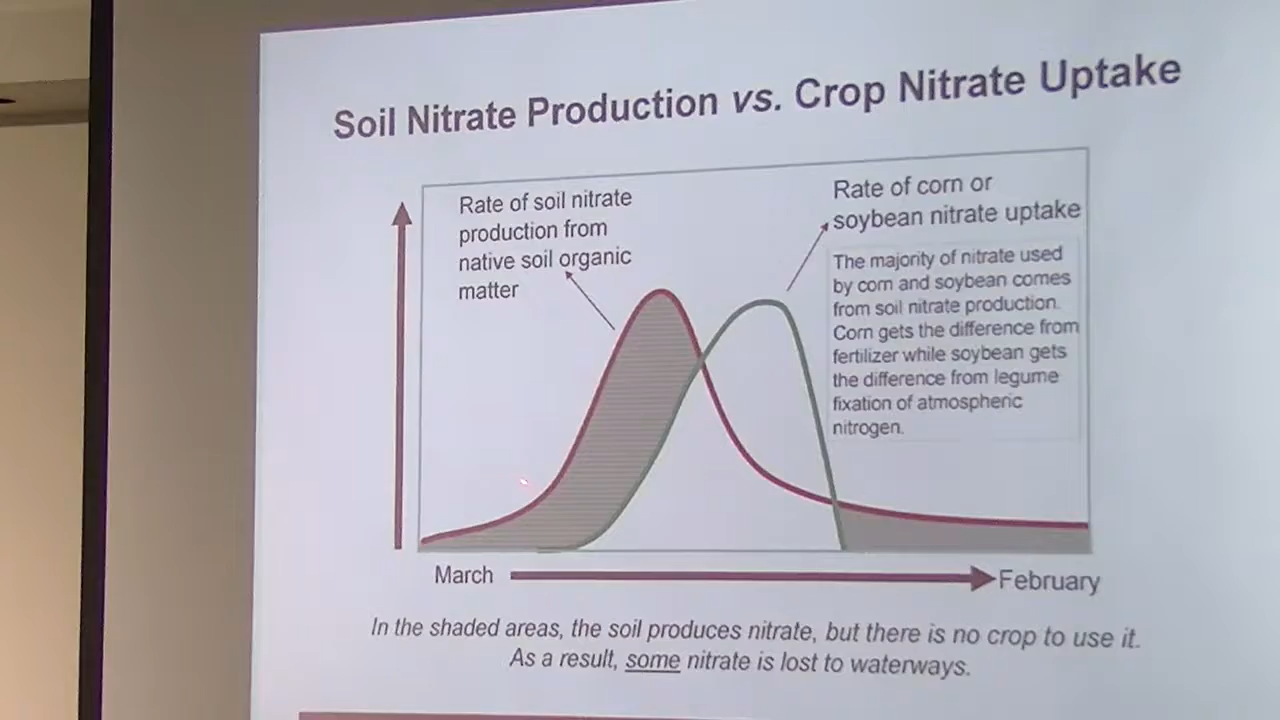 Soil Nitrate Production vs. Crop Nitrate Uptake
Rate of soil nitrate
production from
native soil organic
matter
Rate of corn or
soybean nitrate uptake
The majority of nitrate used
by corn and soybean comes
from soil nitrate production.
Corn gets the difference from
fertilizer while soybean gets
the difference from legume
fixation of atmospheric
nitrogen.
March
February
In the shaded areas, the soil produces nitrate, but there is no crop to use it.
As a result, some nitrate is lost to waterways.